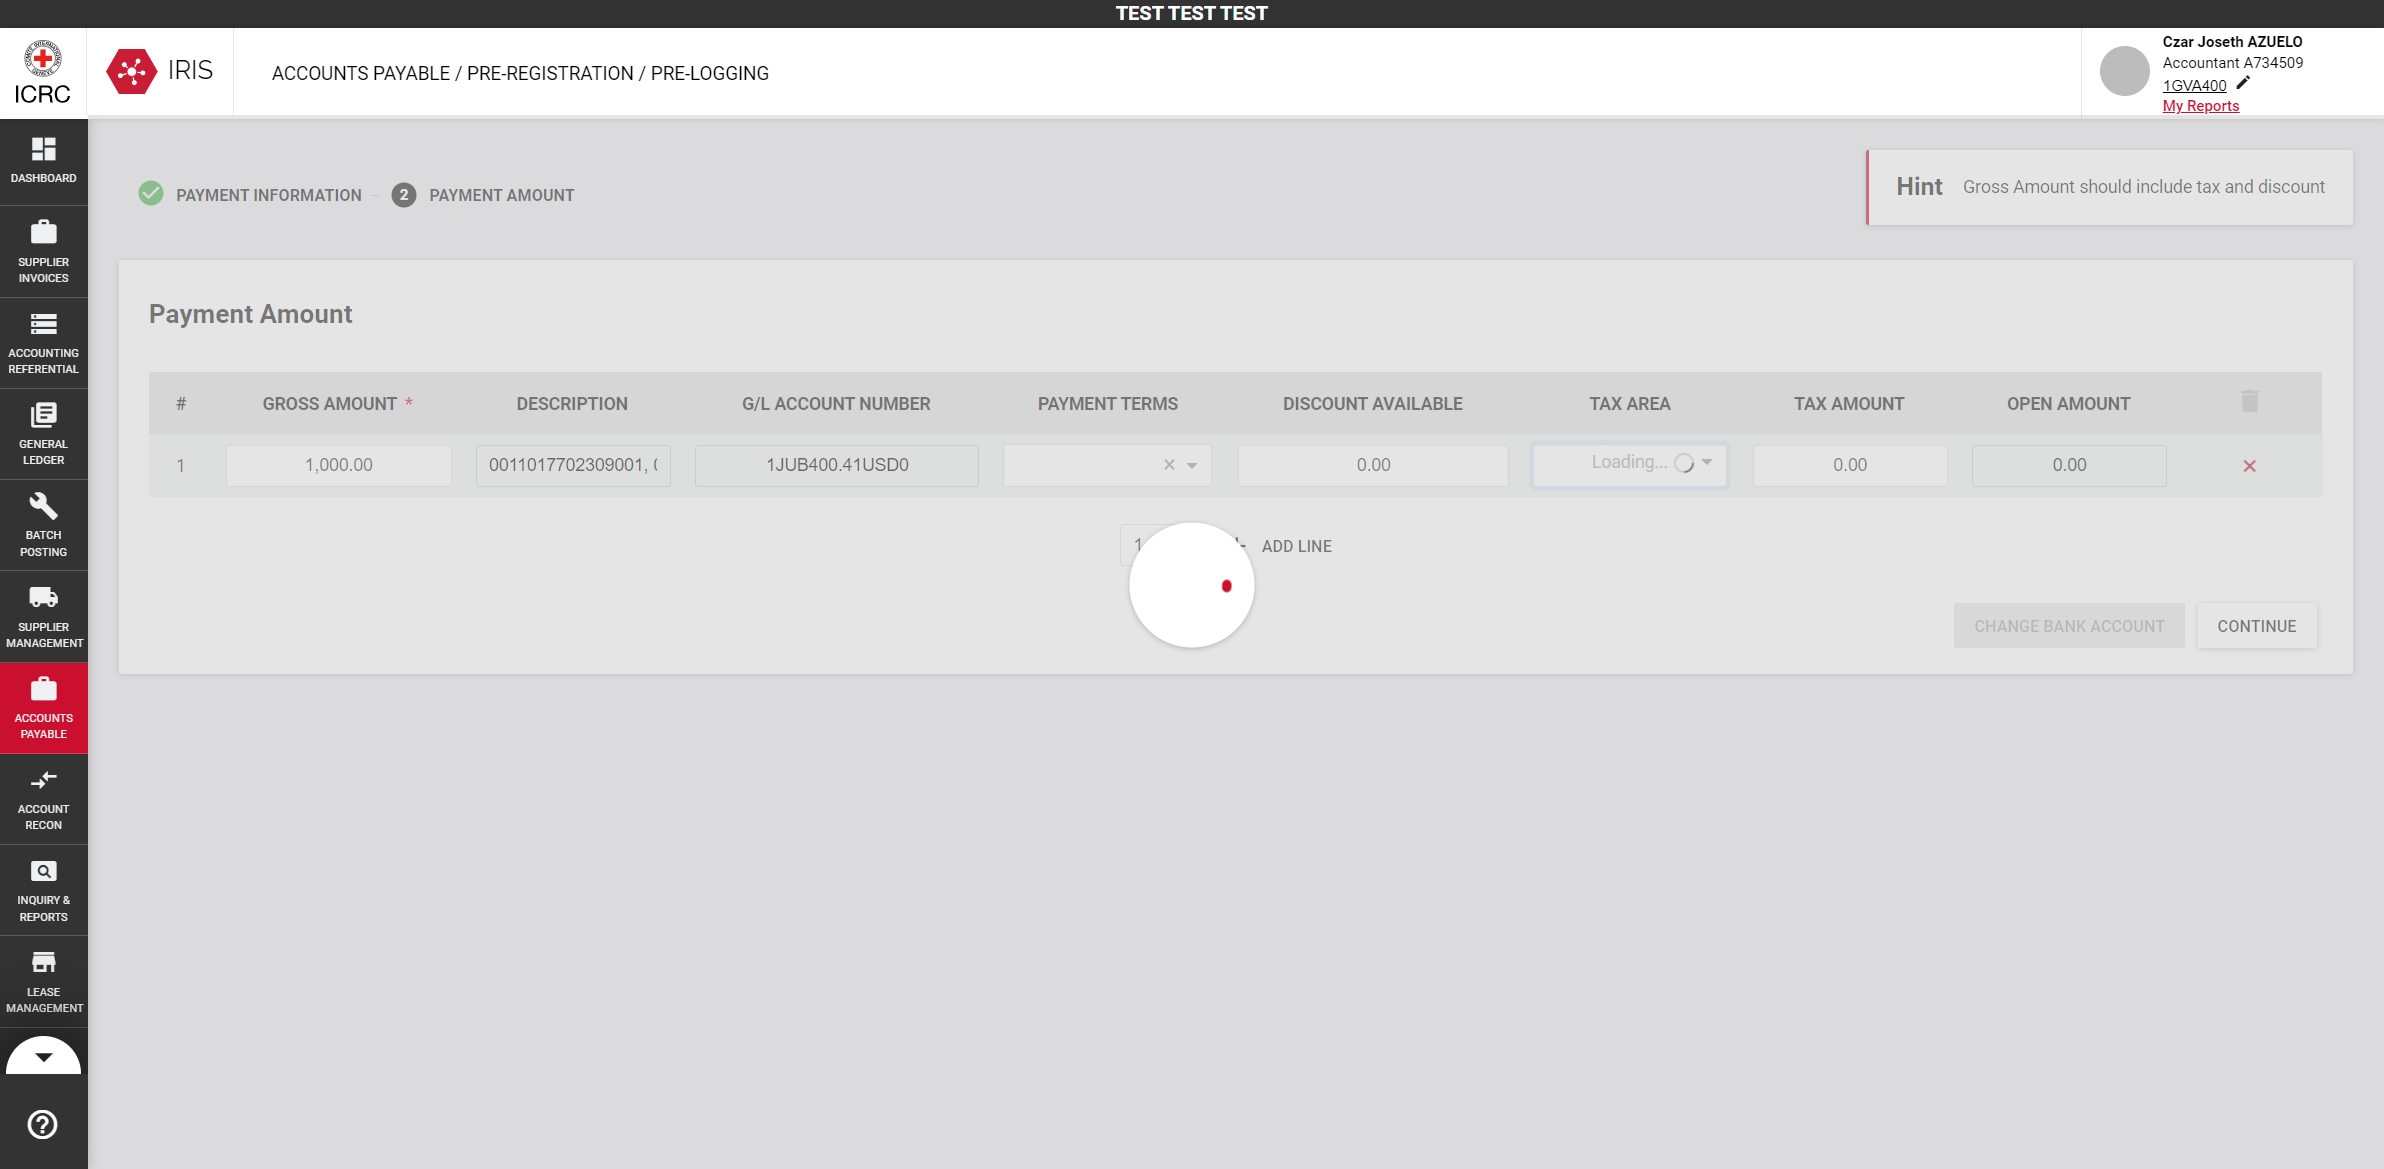 TEST TEST TEST
ICRC
IRIS
ACCOUNTS PAYABLE / PRE-REGISTRATION / PRE-LOGGING
Czar Joseth AZUELO
Accountant A734509
1GVA400
My Reports
DASHBOARD
SUPPLIER
INVOICES
ACCOUNTING
REFERENTIAL
GENERAL
LEDGER
BATCH
POSTING
SUPPLIER
MANAGEMENT
ACCOUNTS
PAYABLE
ACCOUNT
RECON
INQUIRY &
REPORTS
LEASE
MANAGEMENT
PAYMENT INFORMATION
2 PAYMENT AMOUNT
Hint Gross Amount should include tax and discount
Payment Amount
# GROSS AMOUNT * DESCRIPTION G/L ACCOUNT NUMBER PAYMENT TERMS DISCOUNT AVAILABLE TAX AREA TAX AMOUNT OPEN AMOUNT
1 1,000.00 0011017702309001, 1JUB400.41USD0 0.00 Loading... 0.00 0.00
1 ADD LINE
CHANGE BANK ACCOUNT CONTINUE